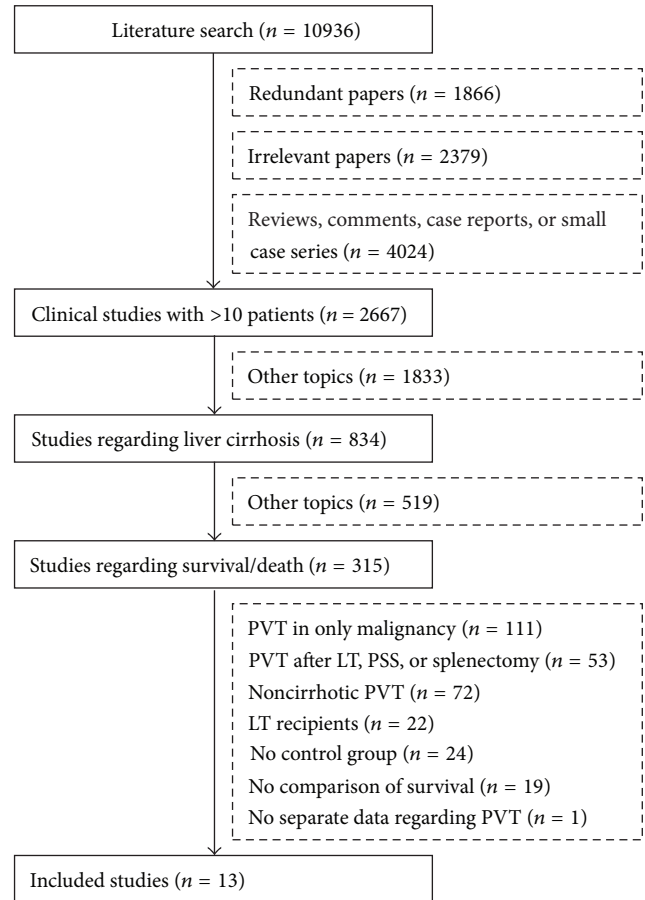 Literature search (n = 10936)
Redundant papers (n = 1866)
Irrelevant papers (n = 2379)
Reviews, comments, case reports, or small
case series (n = 4024)
Clinical studies with >10 patients (n = 2667)
Other topics (n = 1833)
Studies regarding liver cirrhosis (n = 834)
Other topics (n = 519)
Studies regarding survival/death (n = 315)
PVT in only malignancy (n = 111)
PVT after LT, PSS, or splenectomy (n = 53)
Noncirrhotic PVT (n = 72)
LT recipients (n = 22)
No control group (n = 24)
No comparison of survival (n = 19)
No separate data regarding PVT (n = 1)
Included studies (n = 13)